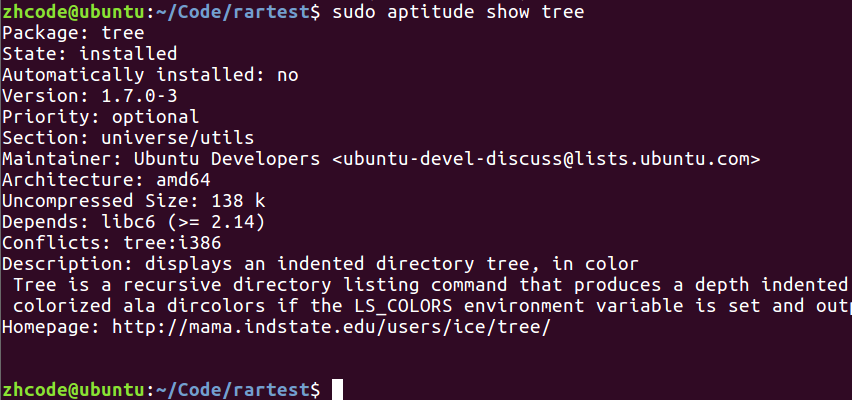 zhcode@ubuntu:~/Code/rartest$ sudo aptitude show tree
Package: tree
State: installed
Automatically installed: no
Version: 1.7.0-3
Priority: optional
Section: universe/utils
Maintainer: Ubuntu Developers <ubuntu-devel-discuss@lists.ubuntu.com>
Architecture: amd64
Uncompressed Size: 138 k
Depends: libc6 (>= 2.14)
Conflicts: tree:i386
Description: displays an indented directory tree, in color
 Tree is a recursive directory listing command that produces a depth indented
 colorized ala dircolors if the LS_COLORS environment variable is set and outp
Homepage: http://mama.indstate.edu/users/ice/tree/
zhcode@ubuntu:~/Code/rartest$